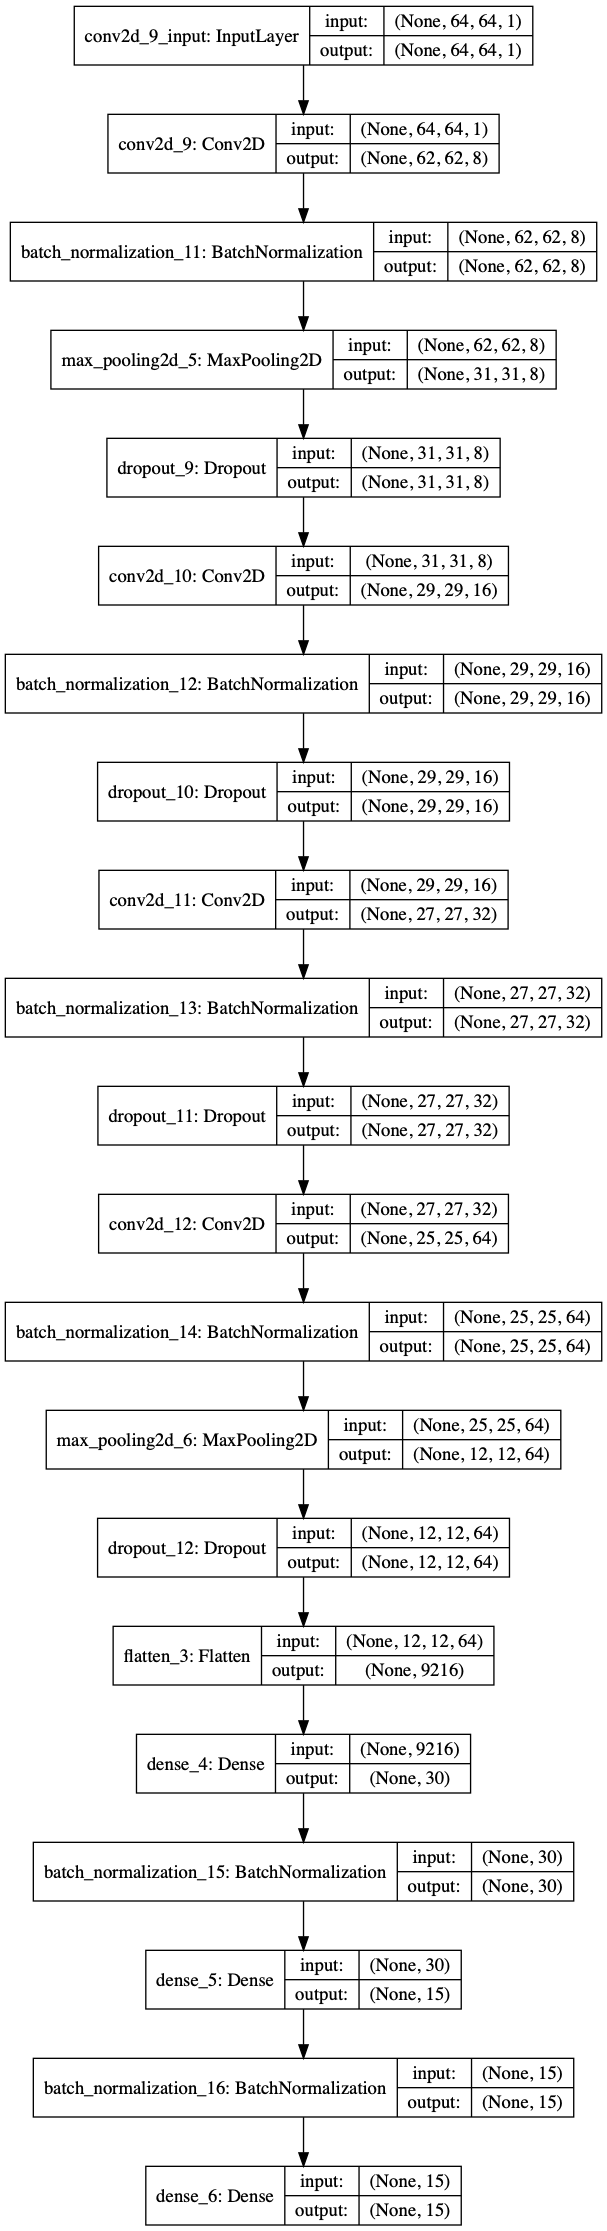 conv2d_9_input: InputLayer
input: (None, 64, 64, 1)
output: (None, 64, 64, 1)
conv2d_9: Conv2D
input: (None, 64, 64, 1)
output: (None, 62, 62, 8)
batch_normalization_11: BatchNormalization
input: (None, 62, 62, 8)
output: (None, 62, 62, 8)
max_pooling2d_5: MaxPooling2D
input: (None, 62, 62, 8)
output: (None, 31, 31, 8)
dropout_9: Dropout
input: (None, 31, 31, 8)
output: (None, 31, 31, 8)
conv2d_10: Conv2D
input: (None, 31, 31, 8)
output: (None, 29, 29, 16)
batch_normalization_12: BatchNormalization
input: (None, 29, 29, 16)
output: (None, 29, 29, 16)
dropout_10: Dropout
input: (None, 29, 29, 16)
output: (None, 29, 29, 16)
conv2d_11: Conv2D
input: (None, 29, 29, 16)
output: (None, 27, 27, 32)
batch_normalization_13: BatchNormalization
input: (None, 27, 27, 32)
output: (None, 27, 27, 32)
dropout_11: Dropout
input: (None, 27, 27, 32)
output: (None, 27, 27, 32)
conv2d_12: Conv2D
input: (None, 27, 27, 32)
output: (None, 25, 25, 64)
batch_normalization_14: BatchNormalization
input: (None, 25, 25, 64)
output: (None, 25, 25, 64)
max_pooling2d_6: MaxPooling2D
input: (None, 25, 25, 64)
output: (None, 12, 12, 64)
dropout_12: Dropout
input: (None, 12, 12, 64)
output: (None, 12, 12, 64)
flatten_3: Flatten
input: (None, 12, 12, 64)
output: (None, 9216)
dense_4: Dense
input: (None, 9216)
output: (None, 30)
batch_normalization_15: BatchNormalization
input: (None, 30)
output: (None, 30)
dense_5: Dense
input: (None, 30)
output: (None, 15)
batch_normalization_16: BatchNormalization
input: (None, 15)
output: (None, 15)
dense_6: Dense
input: (None, 15)
output: (None, 15)